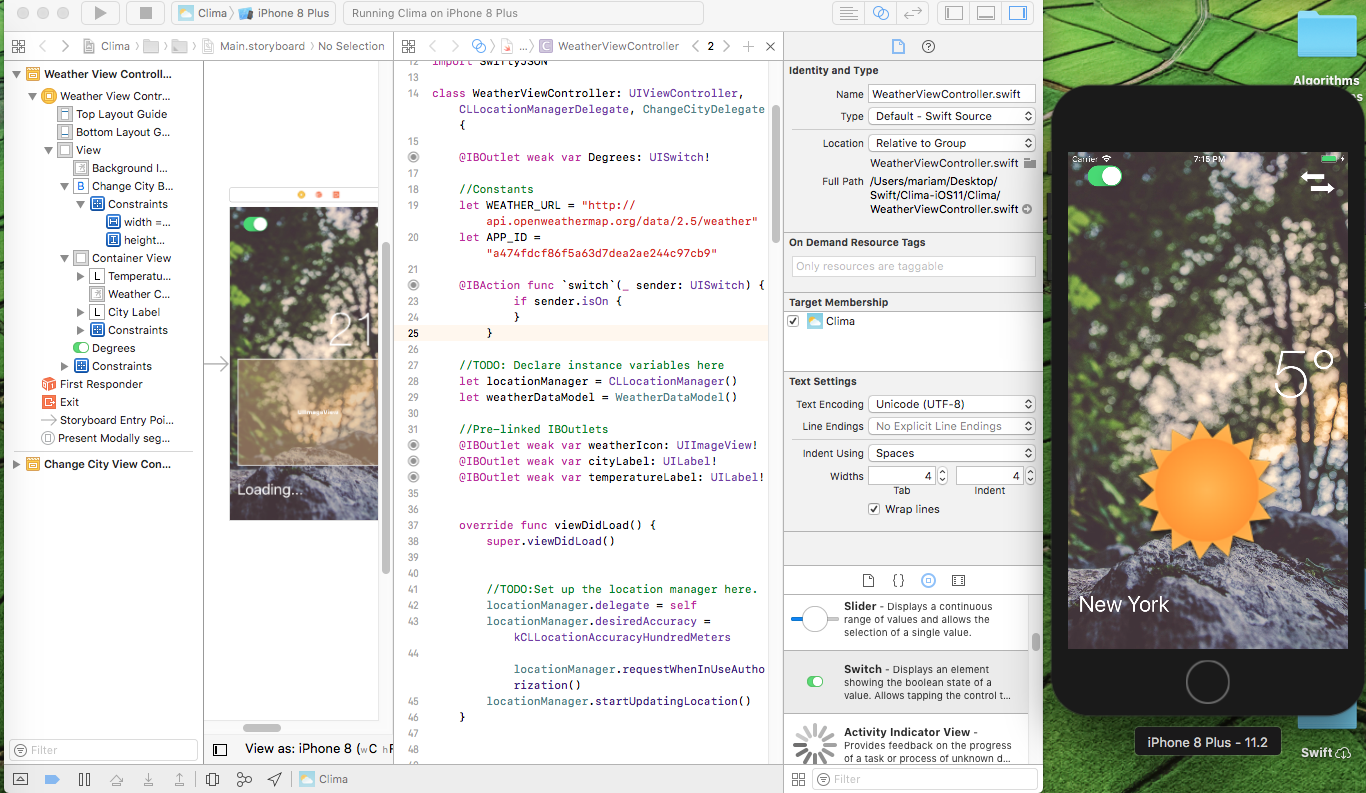 Clima
iPhone 8 Plus
Running Clima on iPhone 8 Plus
Clima
Main.storyboard
No Selection
...
WeatherViewController
2
View Controll...
Weather View Controll...
Weather View Contr...
Top Layout Guide
Bottom Layout G...
View
Background I...
B Change City B...
Constraints
width =...
height...
Container View
L Temperatu...
Weather C...
L City Label
Constraints
Degrees
Constraints
First Responder
Exit
Storyboard Entry Poi...
Present Modally seg...
Change City View Con...
Filter
21
UIImageView
Loading...
View as: iPhone 8 (wC hR
12 import SwiftyJSON
13
14 class WeatherViewController: UIViewController,
CLLocationManagerDelegate, ChangeCityDelegate
{
15
@IBOutlet weak var Degrees: UISwitch!
17
18 //Constants
19 let WEATHER_URL = "http://
api.openweathermap.org/data/2.5/weather"
20 let APP_ID =
"a474fdcf86f5a63d7dea2ae244c97cb9"
21
@IBAction func `switch`(_ sender: UISwitch) {
23 if sender.isOn {
24 }
25 }
26
27 //TODO: Declare instance variables here
28 let locationManager = CLLocationManager()
29 let weatherDataModel = WeatherDataModel()
30
31 //Pre-linked IBOutlets
@IBOutlet weak var weatherIcon: UIImageView!
@IBOutlet weak var cityLabel: UILabel!
@IBOutlet weak var temperatureLabel: UILabel!
35
36
37 override func viewDidLoad() {
38 super.viewDidLoad()
39
40
41 //TODO:Set up the location manager here.
42 locationManager.delegate = self
43 locationManager.desiredAccuracy =
kCLLocationAccuracyHundredMeters
44
locationManager.requestWhenInUseAutho
rization()
45 locationManager.startUpdatingLocation()
46 }
47
48
Clima
Identity and Type
Name WeatherViewController.swift
Type Default - Swift Source
Location Relative to Group
WeatherViewController.swift
Full Path /Users/mariam/Desktop/
Swift/Clima-iOS11/Clima/
WeatherViewController.swift
On Demand Resource Tags
Only resources are taggable
Target Membership
Clima
Text Settings
Text Encoding Unicode (UTF-8)
Line Endings No Explicit Line Endings
Indent Using Spaces
Widths 4 4
Tab Indent
Wrap lines
Slider - Displays a continuous
range of values and allows the
selection of a single value.
Switch - Displays an element
showing the boolean state of a
value. Allows tapping the control t...
Activity Indicator View -
Provides feedback on the progress
of a task or process of unknown d...
Filter
Algorithms
Carrier 7:15 PM
5°
New York
iPhone 8 Plus - 11.2
Swift